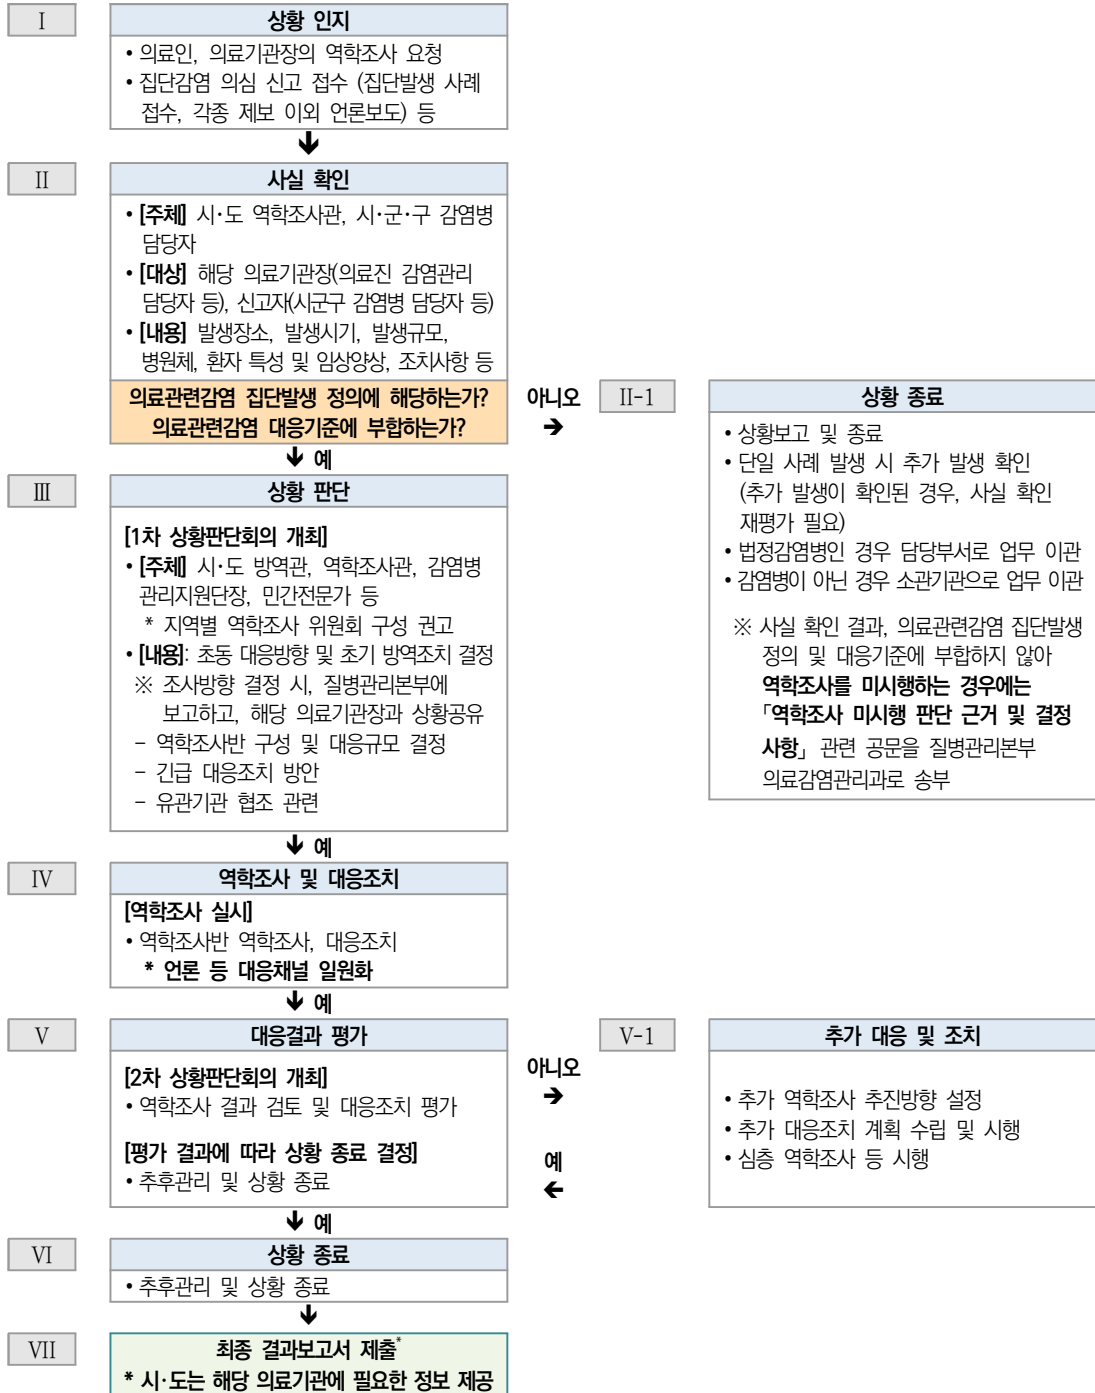 I
상황 인지
• 의료인, 의료기관장의 역학조사 요청
• 집단감염 의심 신고 접수 (집단발생 사례
접수, 각종 제보 이외 언론보도) 등
🡻
II
사실 확인
• [주체] 시·도 역학조사관, 시·군·구 감염병
담당자
• [대상] 해당 의료기관장(의료진 감염관리
담당자 등), 신고자(시군구 감염병 담당자 등)
• [내용] 발생장소, 발생시기, 발생규모,
병원체, 환자 특성 및 임상양상, 조치사항 등
의료관련감염 집단발생 정의에 해당하는가?
의료관련감염 대응기준에 부합하는가?
아니오
➔
II-1
상황 종료
• 상황보고 및 종료
• 단일 사례 발생 시 추가 발생 확인
(추가 발생이 확인된 경우, 사실 확인
재평가 필요)
• 법정감염병인 경우 담당부서로 업무 이관
• 감염병이 아닌 경우 소관기관으로 업무 이관
※ 사실 확인 결과, 의료관련감염 집단발생
정의 및 대응기준에 부합하지 않아
역학조사를 미시행하는 경우에는
「역학조사 미시행 판단 근거 및 결정
사항」 관련 공문을 질병관리본부
의료감염관리과로 송부
🡻 예
III
상황 판단
[1차 상황판단회의 개최]
• [주체] 시·도 방역관, 역학조사관, 감염병
관리지원단장, 민간전문가 등
* 지역별 역학조사 위원회 구성 권고
• [내용]: 초동 대응방향 및 초기 방역조치 결정
※ 조사방향 결정 시, 질병관리본부에
보고하고, 해당 의료기관장과 상황공유
- 역학조사반 구성 및 대응규모 결정
- 긴급 대응조치 방안
- 유관기관 협조 관련
🡻 예
IV
역학조사 및 대응조치
[역학조사 실시]
• 역학조사반 역학조사, 대응조치
* 언론 등 대응채널 일원화
🡻 예
V
대응결과 평가
[2차 상황판단회의 개최]
• 역학조사 결과 검토 및 대응조치 평가
[평가 결과에 따라 상황 종료 결정]
• 추후관리 및 상황 종료
아니오
➔
예
🡸
V-1
추가 대응 및 조치
• 추가 역학조사 추진방향 설정
• 추가 대응조치 계획 수립 및 시행
• 심층 역학조사 등 시행
🡻 예
VI
상황 종료
• 추후관리 및 상황 종료
🡻
VII
최종 결과보고서 제출*
* 시·도는 해당 의료기관에 필요한 정보 제공